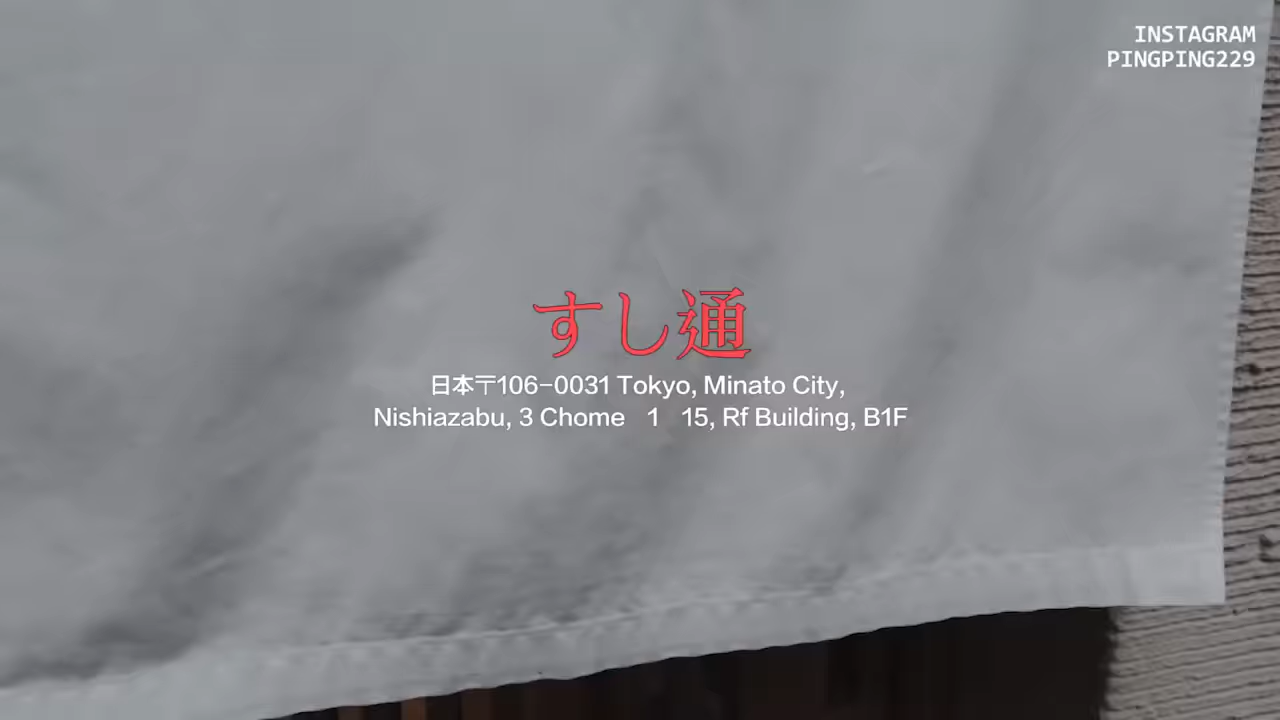 INSTAGRAM
PINGPING229
すし通
日本〒106-0031 Tokyo, Minato City,
Nishiazabu, 3 Chome 1 15, Rf Building, B1F